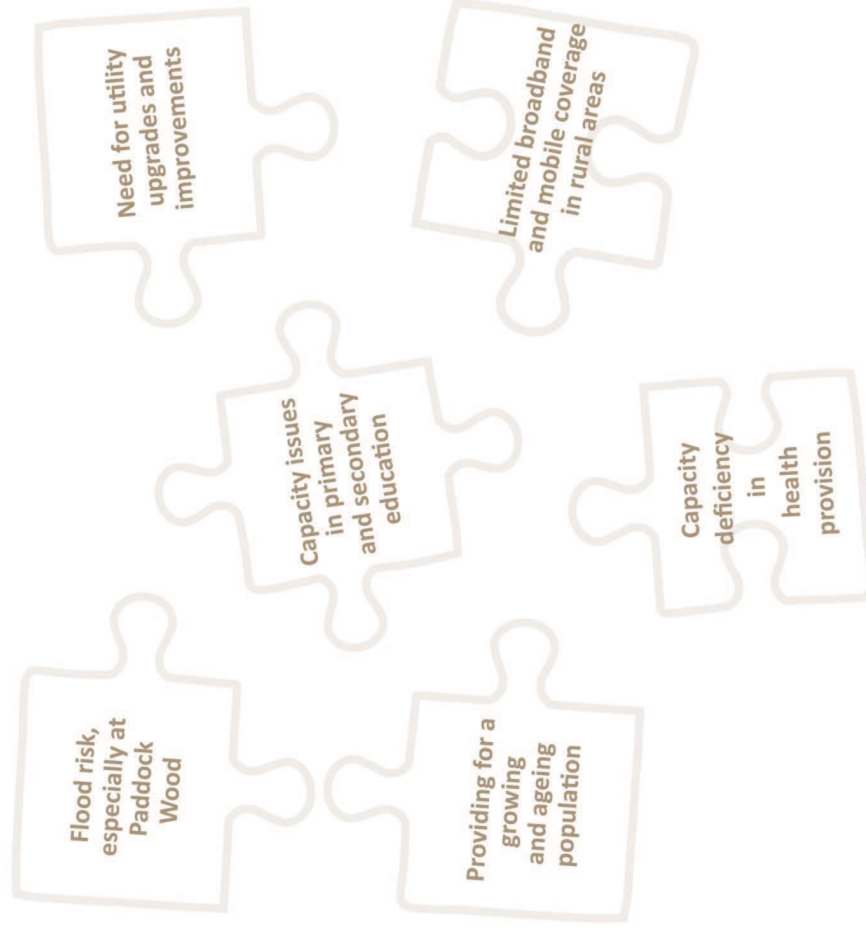 Flood risk,
especially at
Paddock
Wood
Capacity issues
in primary
and secondary
education
Need for utility
upgrades and
improvements
Providing for a
growing
and ageing
population
Capacity
deficiency
in
health
provision
Limited broadband
and mobile coverage
in rural areas